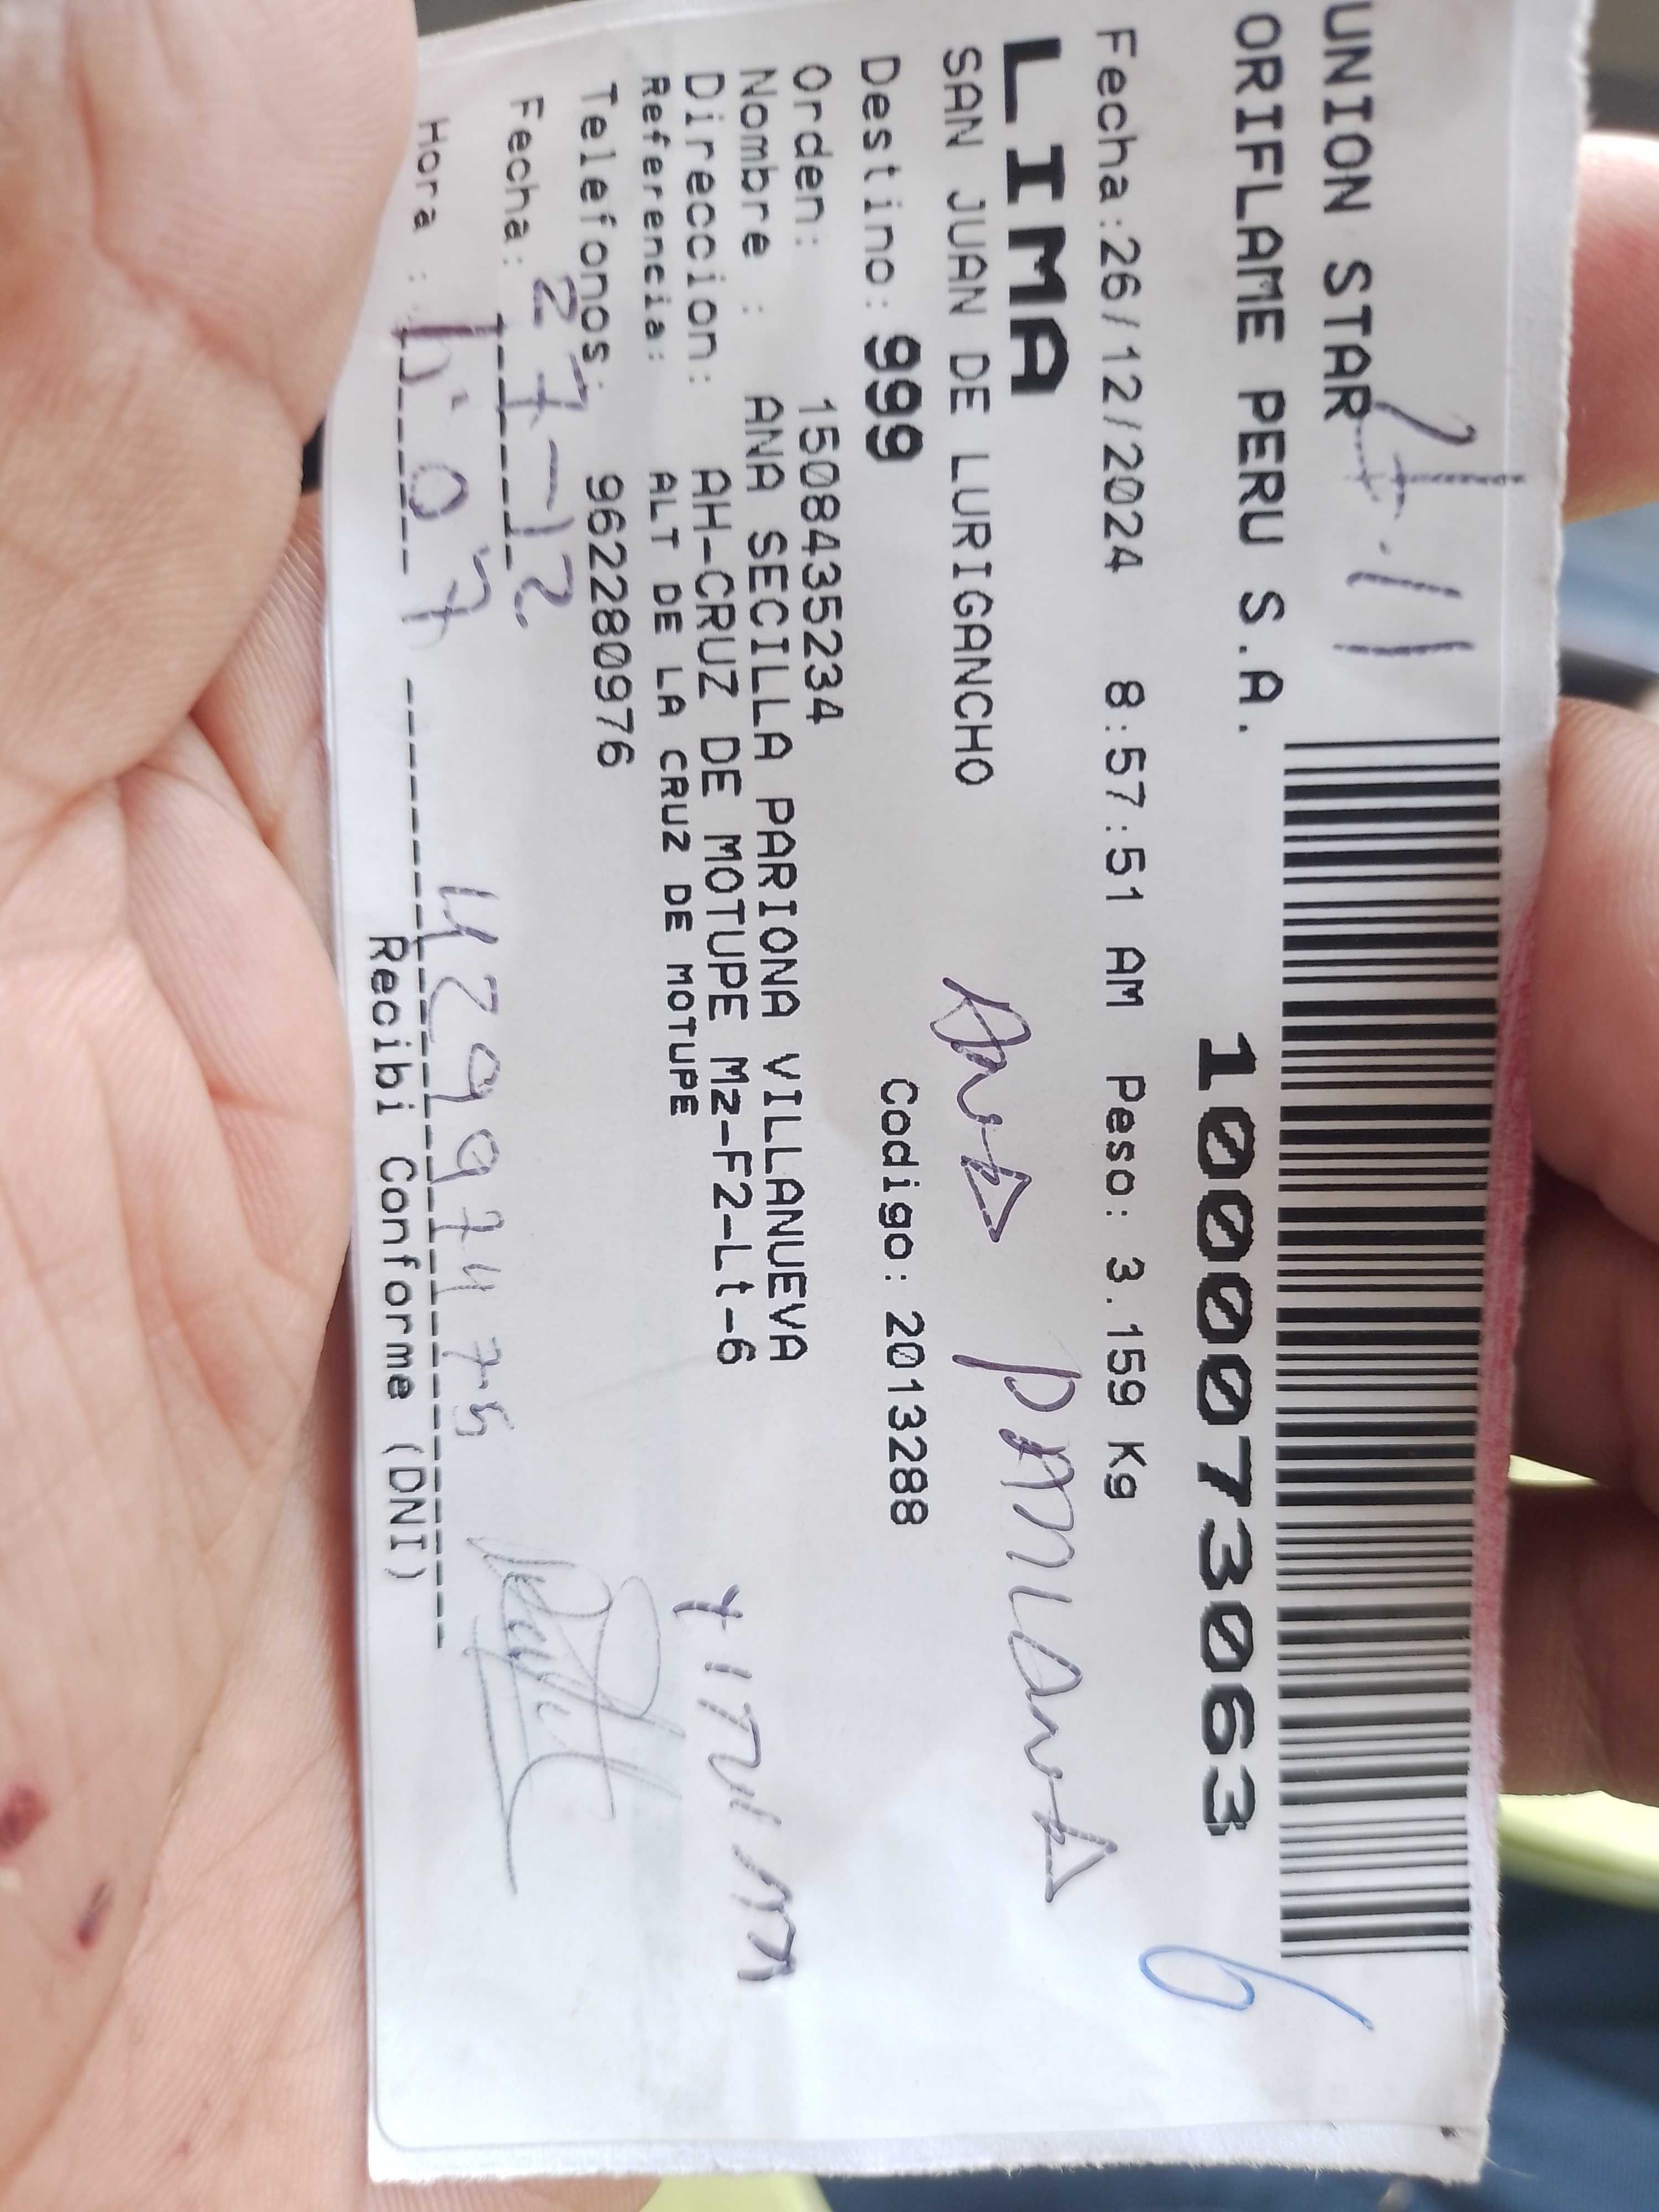 UNION STAR
ORIFLAME PERU S.A.
1000073063
Fecha:26/12/2024 8:57:51 AM Peso: 3.159 Kg
6
LIMA
SAN JUAN DE LURIGANCHO
Destino: 999 Codigo: 2013288
Orden: 1508435234
Nombre : ANA SECILLA PARIONA VILLANUEVA
Direccion: AH-CRUZ DE MOTUPE Mz-F2-Lt-6
Referencia: ALT DE LA CRUZ DE MOTUPE
Telefonos: 962280976
Fecha: 27-12
Hora :
Recibi Conforme (DNI)